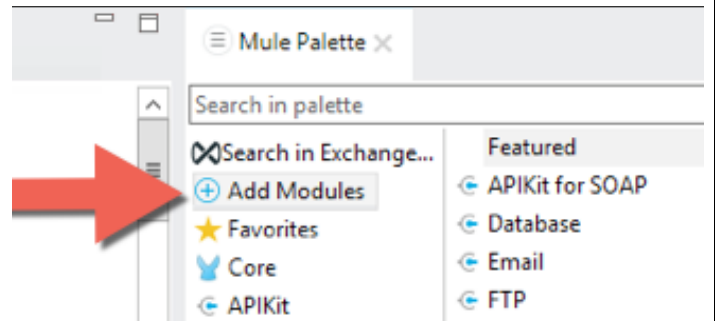 Mule Palette
Search in palette
Search in Exchange...
Add Modules
Favorites
Core
APIKit
Featured
APIKit for SOAP
Database
Email
FTP